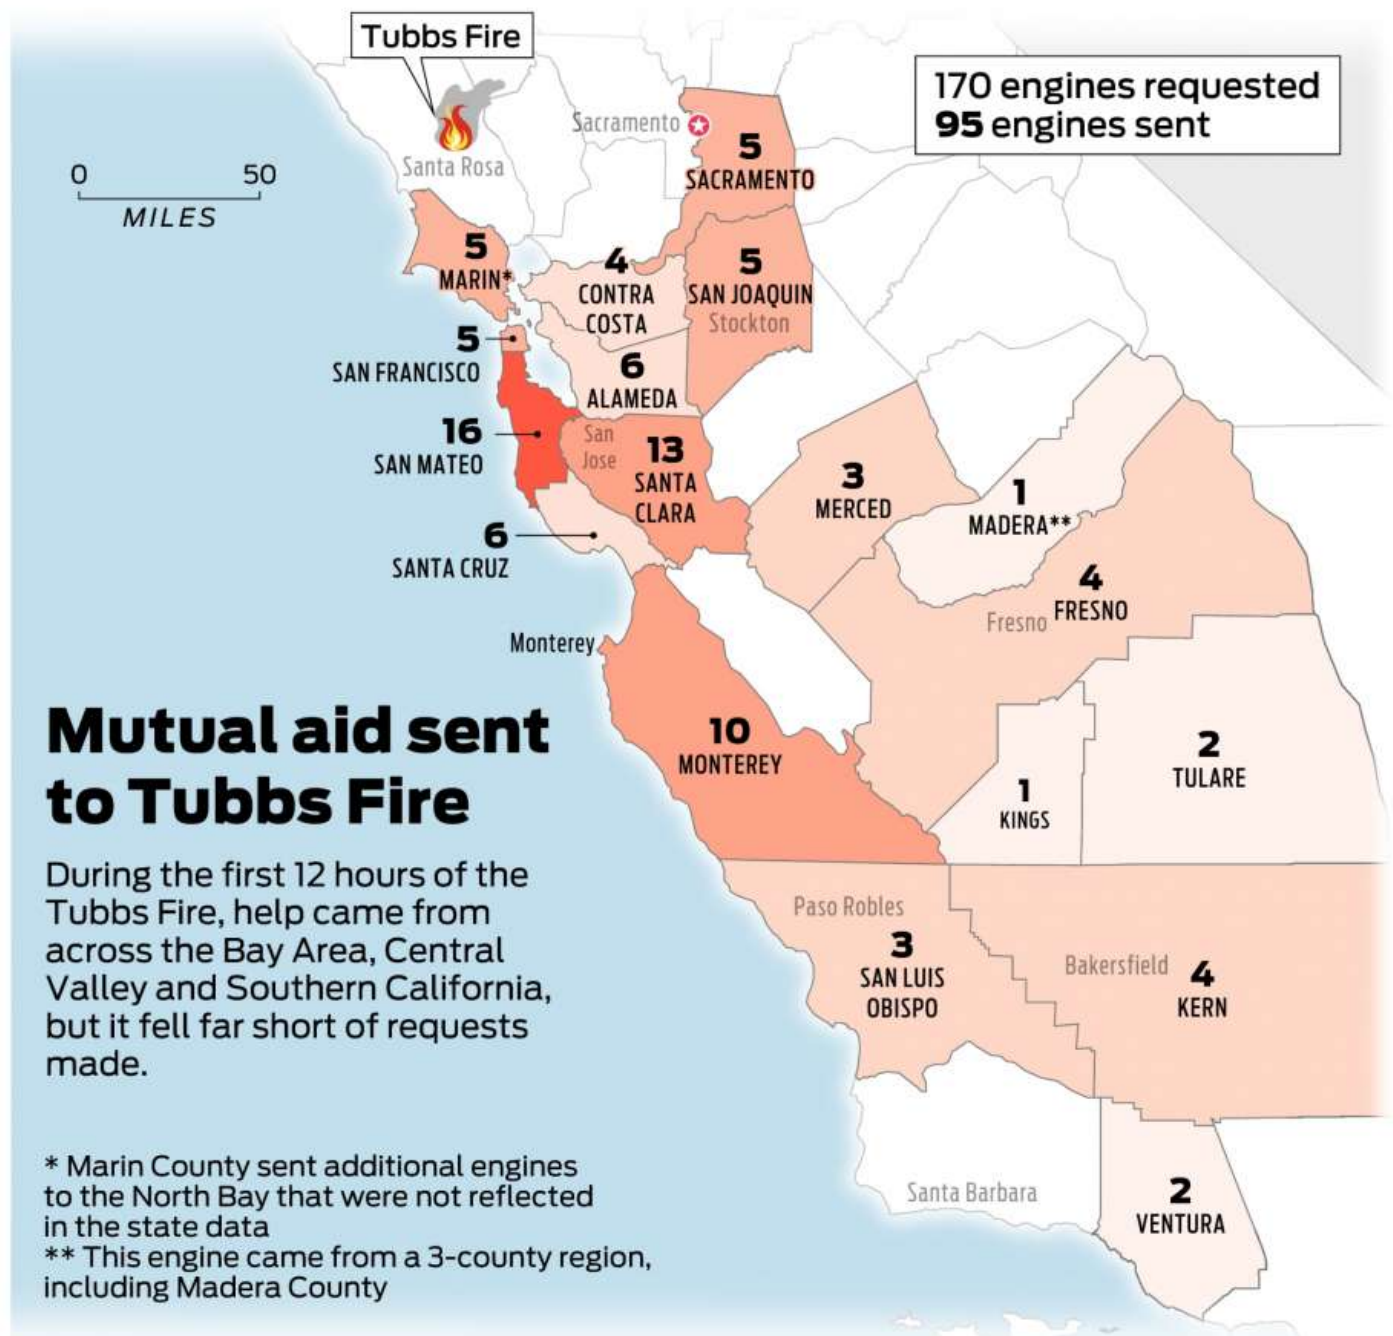 Tubbs Fire
170 engines requested
95 engines sent
Sacramento
0 50
MILES
Santa Rosa
5
SACRAMENTO
5
MARIN*
4
CONTRA
COSTA
5
SAN JOAQUIN
Stockton
5
SAN FRANCISCO
6
ALAMEDA
16
SAN MATEO
San
Jose
13
SANTA
CLARA
3
MERCED
1
MADERA**
6
SANTA CRUZ
4
FRESNO
Fresno
Monterey
10
MONTEREY
2
TULARE
1
KINGS
Mutual aid sent
to Tubbs Fire
During the first 12 hours of the
Tubbs Fire, help came from
across the Bay Area, Central
Valley and Southern California,
but it fell far short of requests
made.
Paso Robles
3
SAN LUIS
OBISPO
Bakersfield
4
KERN
Santa Barbara
2
VENTURA
* Marin County sent additional engines
to the North Bay that were not reflected
in the state data
** This engine came from a 3-county region,
including Madera County